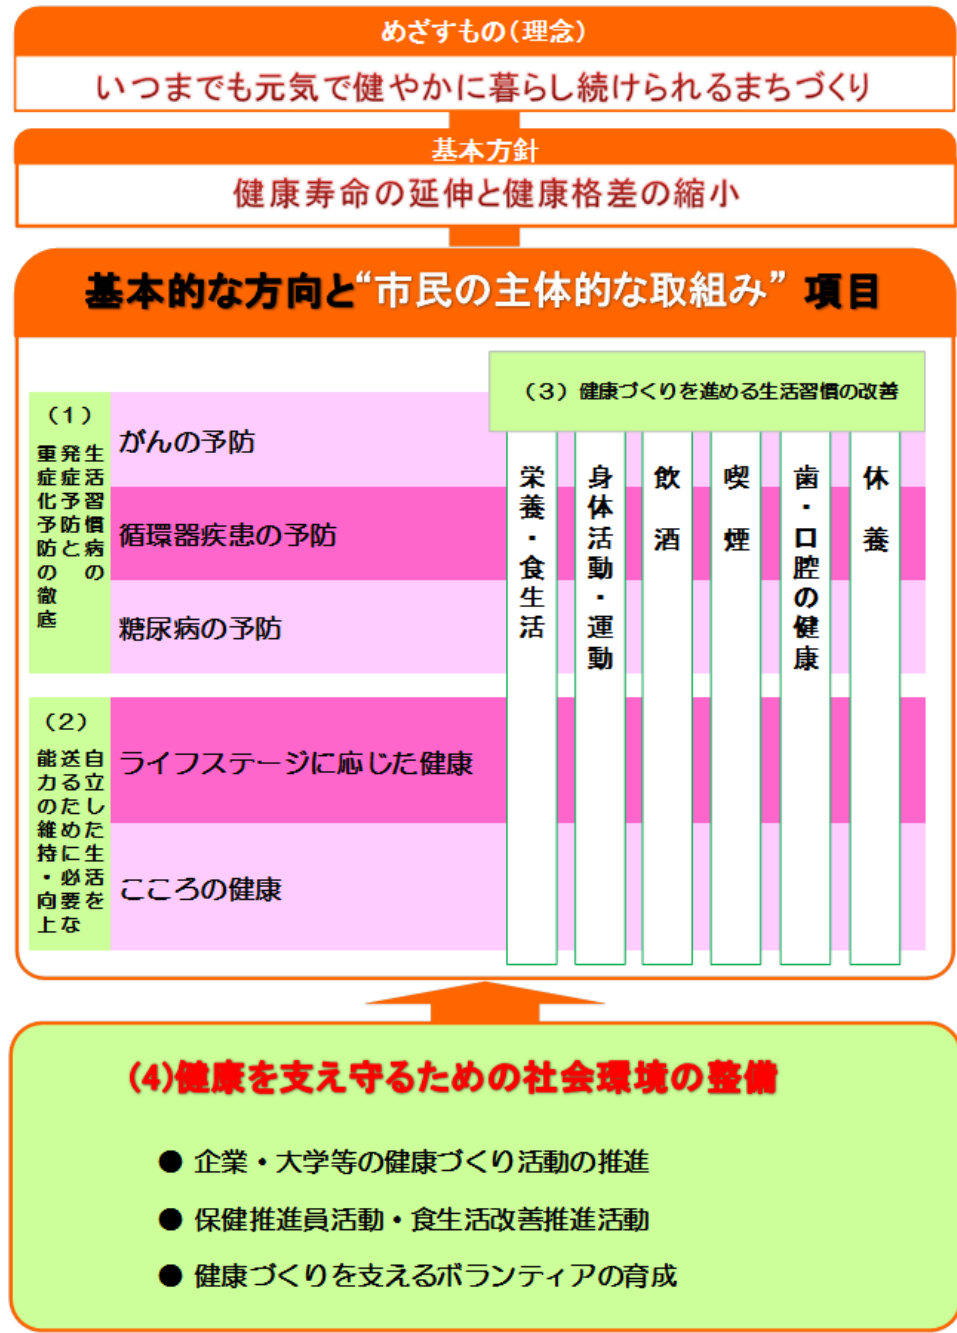 めざすもの(理念)
いつまでも元気で健やかに暮らし続けられるまちづくり
基本方針
健康寿命の延伸と健康格差の縮小
基本的な方向と“市民の主体的な取組み” 項目
(3)健康づくりを進める生活習慣の改善
(1)
生活習慣病の
発症予防と
重症化予防の徹底
がんの予防
循環器疾患の予防
糖尿病の予防
栄養・食生活
身体活動・運動
飲酒
喫煙
歯・口腔の健康
休養
(2)
自立した生活を
送るために必要な
能力の維持・向上
ライフステージに応じた健康
こころの健康
(4)健康を支え守るための社会環境の整備
● 企業・大学等の健康づくり活動の推進
● 保健推進員活動・食生活改善推進活動
● 健康づくりを支えるボランティアの育成